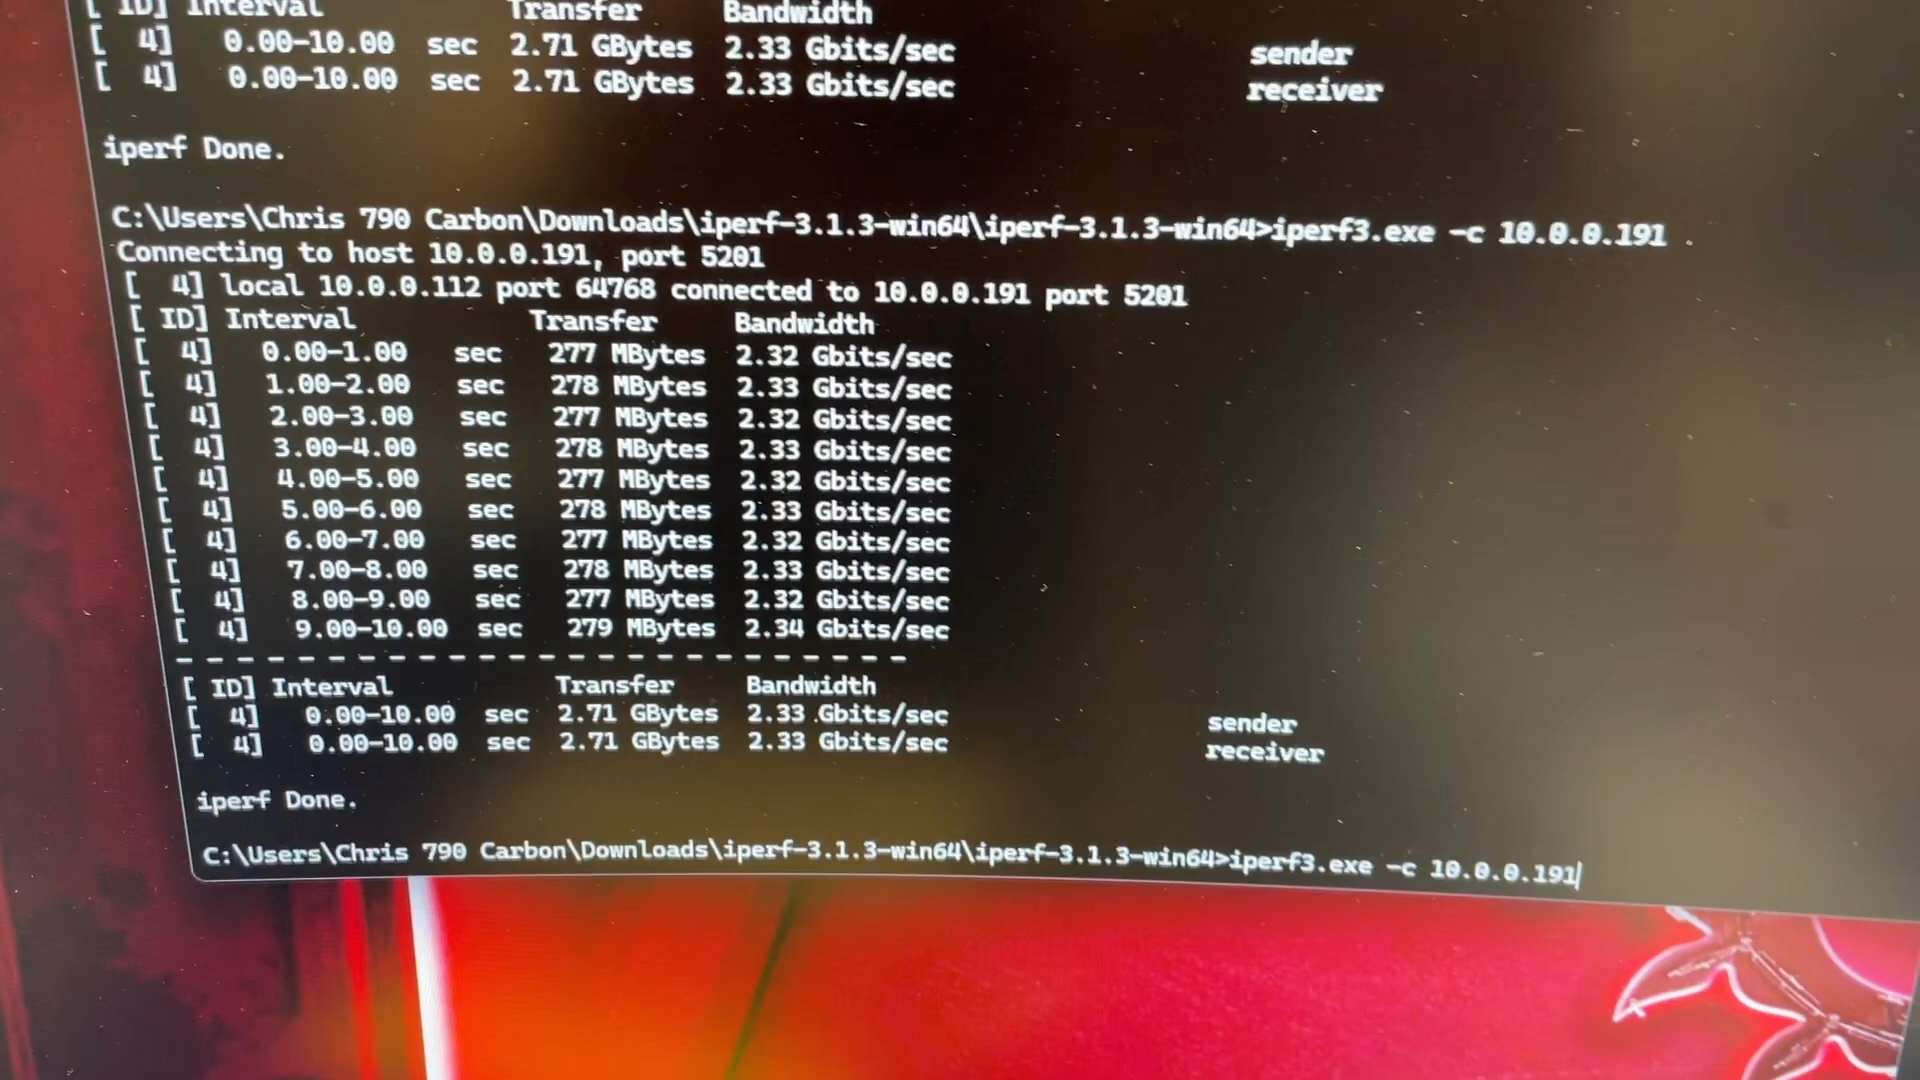 [ ID] Interval Transfer Bandwidth
[ 4] 0.00-10.00 sec 2.71 GBytes 2.33 Gbits/sec sender
[ 4] 0.00-10.00 sec 2.71 GBytes 2.33 Gbits/sec receiver
iperf Done.
C:\Users\Chris 790 Carbon\Downloads\iperf-3.1.3-win64\iperf-3.1.3-win64>iperf3.exe -c 10.0.0.191
Connecting to host 10.0.0.191, port 5201
[ 4] local 10.0.0.112 port 64768 connected to 10.0.0.191 port 5201
[ ID] Interval Transfer Bandwidth
[ 4] 0.00-1.00 sec 277 MBytes 2.32 Gbits/sec
[ 4] 1.00-2.00 sec 278 MBytes 2.33 Gbits/sec
[ 4] 2.00-3.00 sec 277 MBytes 2.32 Gbits/sec
[ 4] 3.00-4.00 sec 278 MBytes 2.33 Gbits/sec
[ 4] 4.00-5.00 sec 277 MBytes 2.32 Gbits/sec
[ 4] 5.00-6.00 sec 278 MBytes 2.33 Gbits/sec
[ 4] 6.00-7.00 sec 277 MBytes 2.32 Gbits/sec
[ 4] 7.00-8.00 sec 278 MBytes 2.33 Gbits/sec
[ 4] 8.00-9.00 sec 277 MBytes 2.32 Gbits/sec
[ 4] 9.00-10.00 sec 279 MBytes 2.34 Gbits/sec
- - - - - - - - - - - - - - - - - - - - - - - - -
[ ID] Interval Transfer Bandwidth
[ 4] 0.00-10.00 sec 2.71 GBytes 2.33 Gbits/sec sender
[ 4] 0.00-10.00 sec 2.71 GBytes 2.33 Gbits/sec receiver
iperf Done.
C:\Users\Chris 790 Carbon\Downloads\iperf-3.1.3-win64\iperf-3.1.3-win64>iperf3.exe -c 10.0.0.191